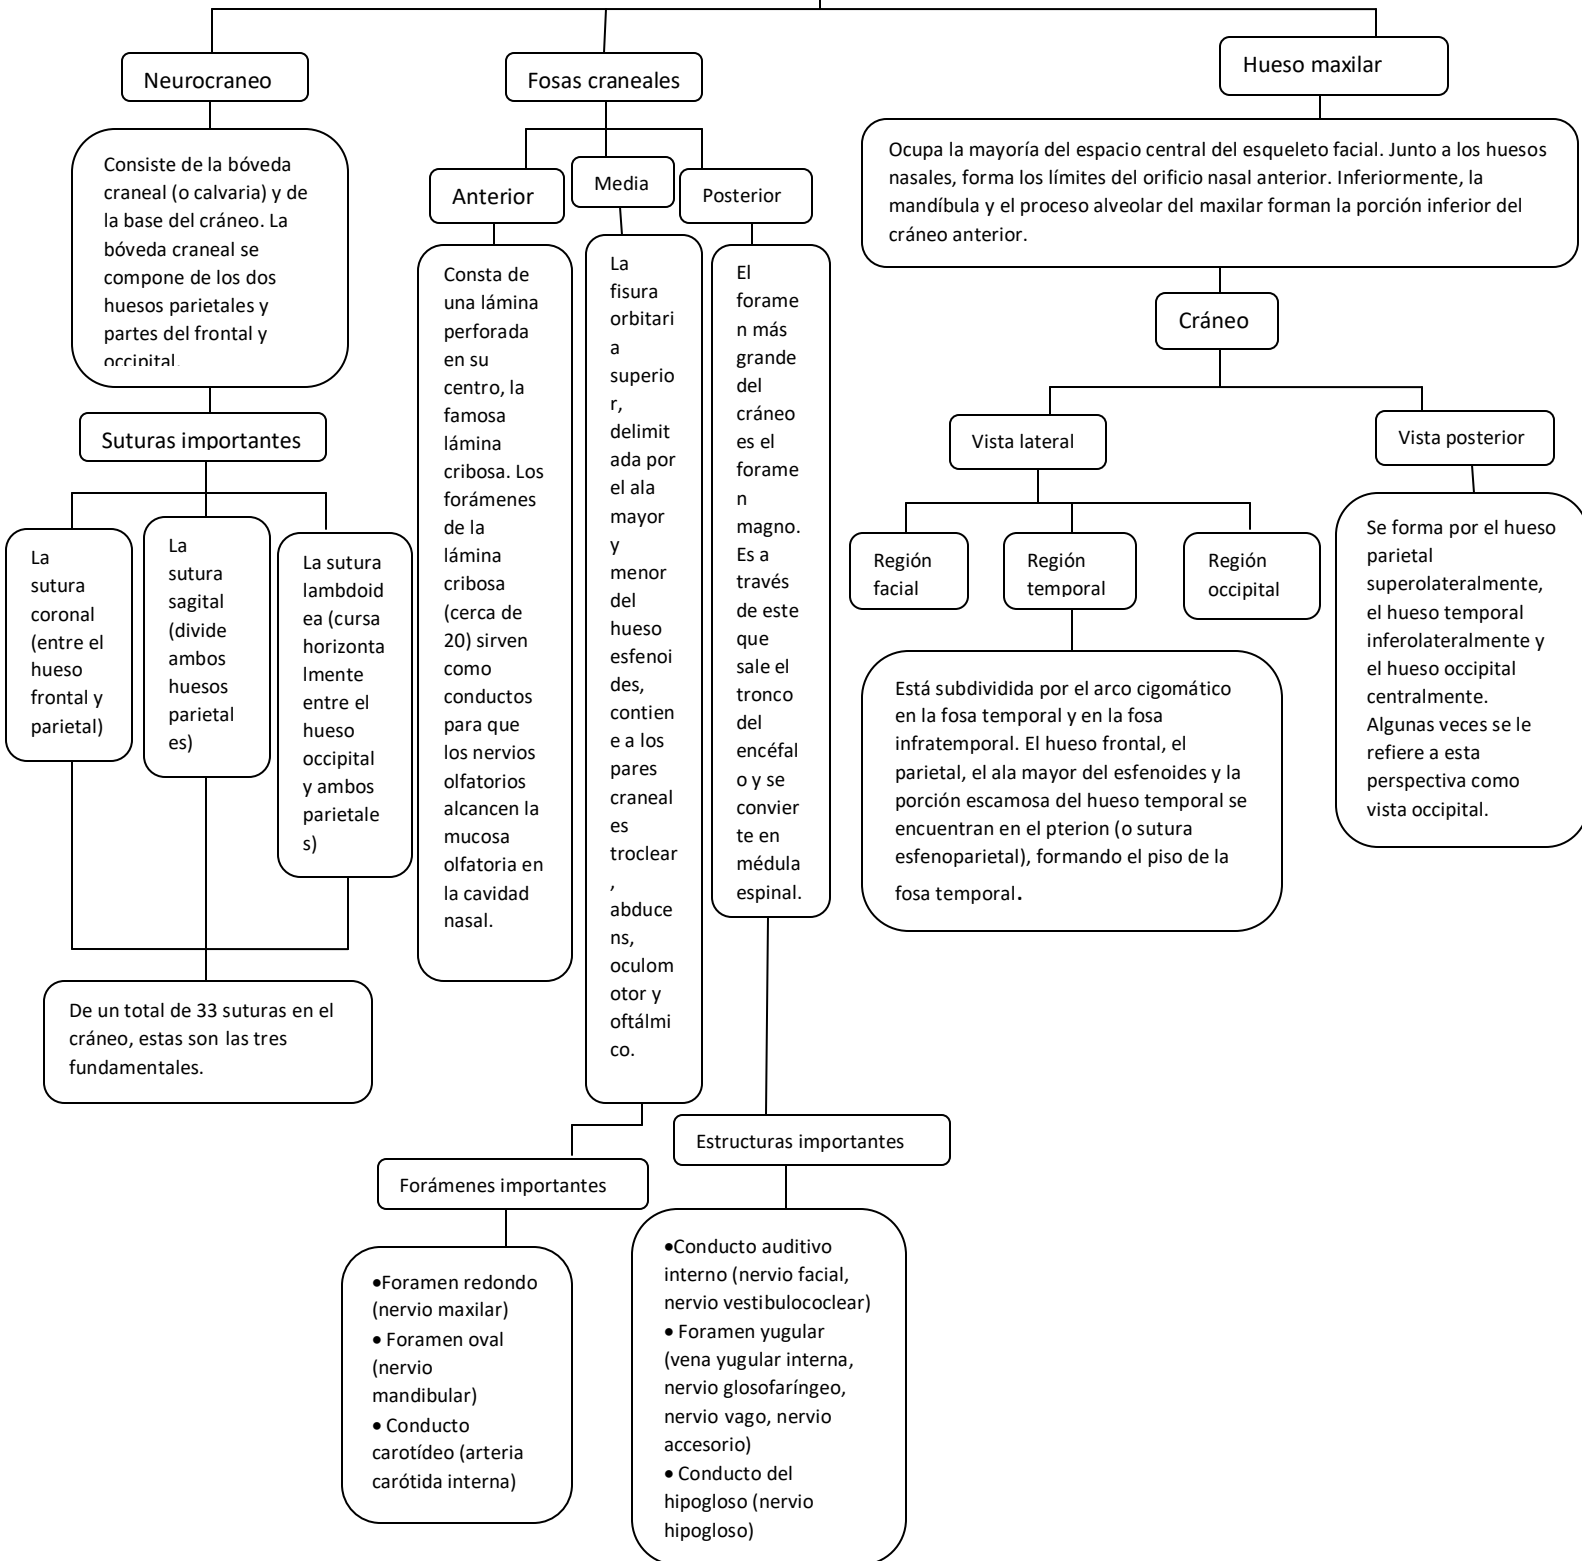 Neurocraneo
Consiste de la bóveda
craneal (o calvaria) y de
la base del cráneo. La
bóveda craneal se
compone de los dos
huesos parietales y
partes del frontal y
occipital.
Suturas importantes
La
sutura
coronal
(entre el
hueso
frontal y
parietal)
La
sutura
sagital
(divide
ambos
huesos
parietal
es)
La sutura
lambdoid
ea (cursa
horizonta
lmente
entre el
hueso
occipital
y ambos
parietale
s)
De un total de 33 suturas en el
cráneo, estas son las tres
fundamentales.
Fosas craneales
Anterior
Consta de
una lámina
perforada
en su
centro, la
famosa
lámina
cribosa. Los
forámenes
de la
lámina
cribosa
(cerca de
20) sirven
como
conductos
para que
los nervios
olfatorios
alcancen la
mucosa
olfatoria en
la cavidad
nasal.
Media
La
fisura
orbitari
a
superio
r,
delimit
ada por
el ala
mayor
y
menor
del
hueso
esfenoi
des,
contien
e a los
pares
craneal
es
troclear
,
abduce
ns,
oculom
otor y
oftálmi
co.
Forámenes importantes
•Foramen redondo
(nervio maxilar)
• Foramen oval
(nervio
mandibular)
• Conducto
carotídeo (arteria
carótida interna)
Posterior
El
forame
n más
grande
del
cráneo
es el
forame
n
magno.
Es a
través
de este
que
sale el
tronco
del
encéfal
o y se
convier
te en
médula
espinal.
Estructuras importantes
•Conducto auditivo
interno (nervio facial,
nervio vestibulococlear)
• Foramen yugular
(vena yugular interna,
nervio glosofaríngeo,
nervio vago, nervio
accesorio)
• Conducto del
hipogloso (nervio
hipogloso)
Hueso maxilar
Ocupa la mayoría del espacio central del esqueleto facial. Junto a los huesos
nasales, forma los límites del orificio nasal anterior. Inferiormente, la
mandíbula y el proceso alveolar del maxilar forman la porción inferior del
cráneo anterior.
Cráneo
Vista lateral
Región
facial
Región
temporal
Región
occipital
Está subdividida por el arco cigomático
en la fosa temporal y en la fosa
infratemporal. El hueso frontal, el
parietal, el ala mayor del esfenoides y la
porción escamosa del hueso temporal se
encuentran en el pterion (o sutura
esfenoparietal), formando el piso de la
fosa temporal.
Vista posterior
Se forma por el hueso
parietal
superolateralmente,
el hueso temporal
inferolateralmente y
el hueso occipital
centralmente.
Algunas veces se le
refiere a esta
perspectiva como
vista occipital.